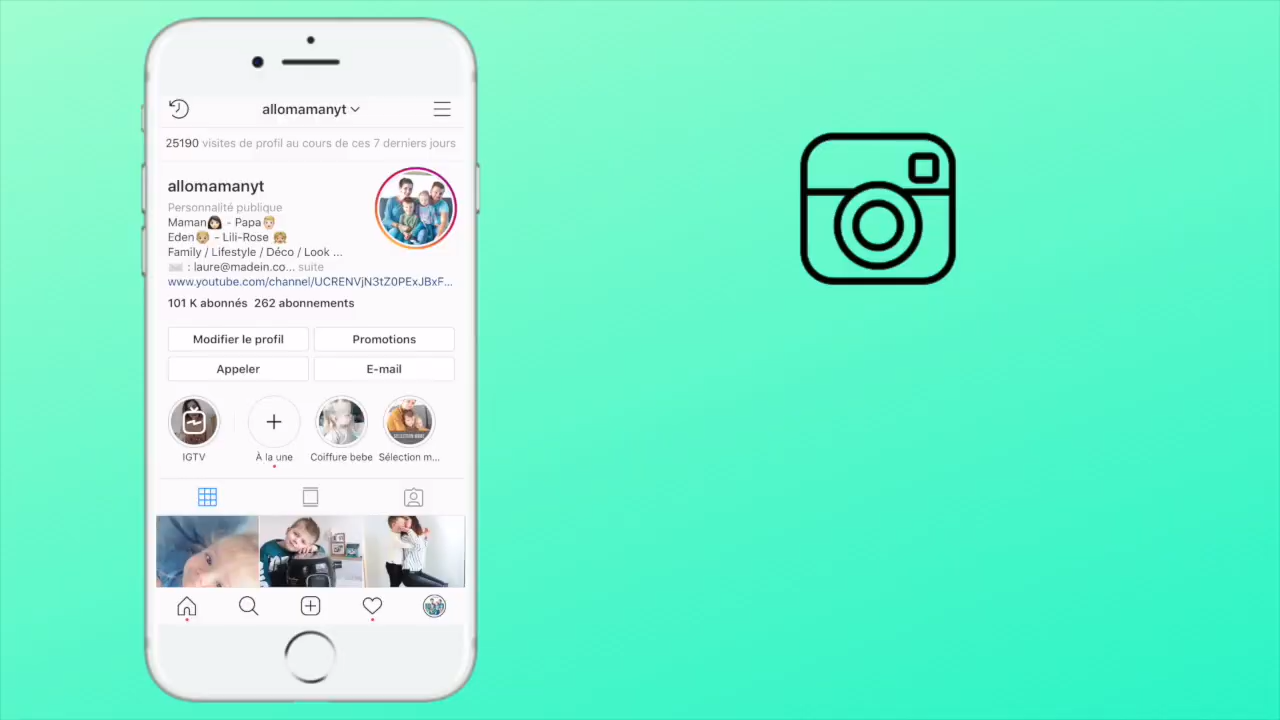 allomamanyt
25190 visites de profil au cours de ces 7 derniers jours
allomamanyt
Personnalité publique
Maman👩🏻 - Papa👨🏼
Eden👦🏼 - Lili-Rose 👧🏼
Family / Lifestyle / Déco / Look ...
✉️ : laure@madein.co... suite
www.youtube.com/channel/UCRENVjN3tZ0PExJBxF...
101 K abonnés 262 abonnements
Modifier le profil
Promotions
Appeler
E-mail
IGTV
À la une
Coiffure bebe
Sélection m...